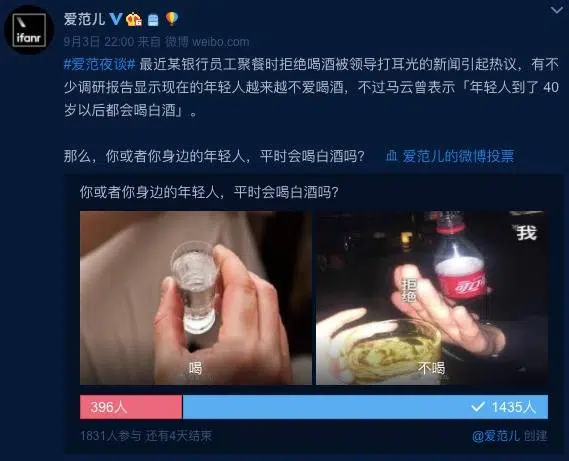 爱范儿
ifanr
9月3日 22:00 来自 微博 weibo.com
#爱范夜谈# 最近某银行员工聚餐时拒绝喝酒被领导打耳光的新闻引起热议，有不
少调研报告显示现在的年轻人越来越不爱喝酒，不过马云曾表示「年轻人到了 40
岁以后都会喝白酒」。
那么，你或者你身边的年轻人，平时会喝白酒吗？ 爱范儿的微博投票
你或者你身边的年轻人，平时会喝白酒吗？
我
拒绝
可口
喝
不喝
396人
1435人
1831人参与 还有4天结束
@爱范儿 创建